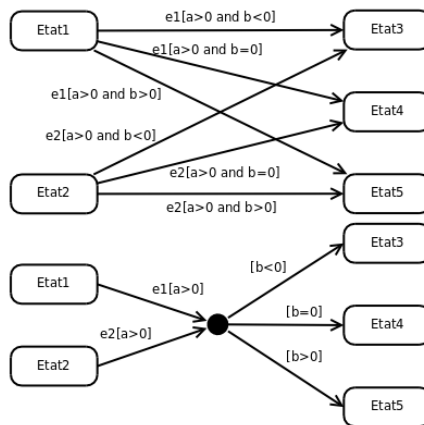 Etat1
e1[a>0 and b<0]
Etat3
e1[a>0 and b=0]
e1[a>0 and b>0]
Etat4
e2[a>0 and b<0]
e2[a>0 and b=0]
Etat2
Etat5
e2[a>0 and b>0]
Etat3
[b<0]
Etat1
e1[a>0]
[b=0]
Etat4
e2[a>0]
Etat2
[b>0]
Etat5